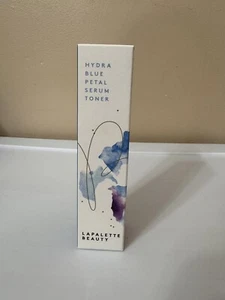 HYDRA
BLUE
PETAL
SERUM
TONER
LAPALETTE
BEAUTY